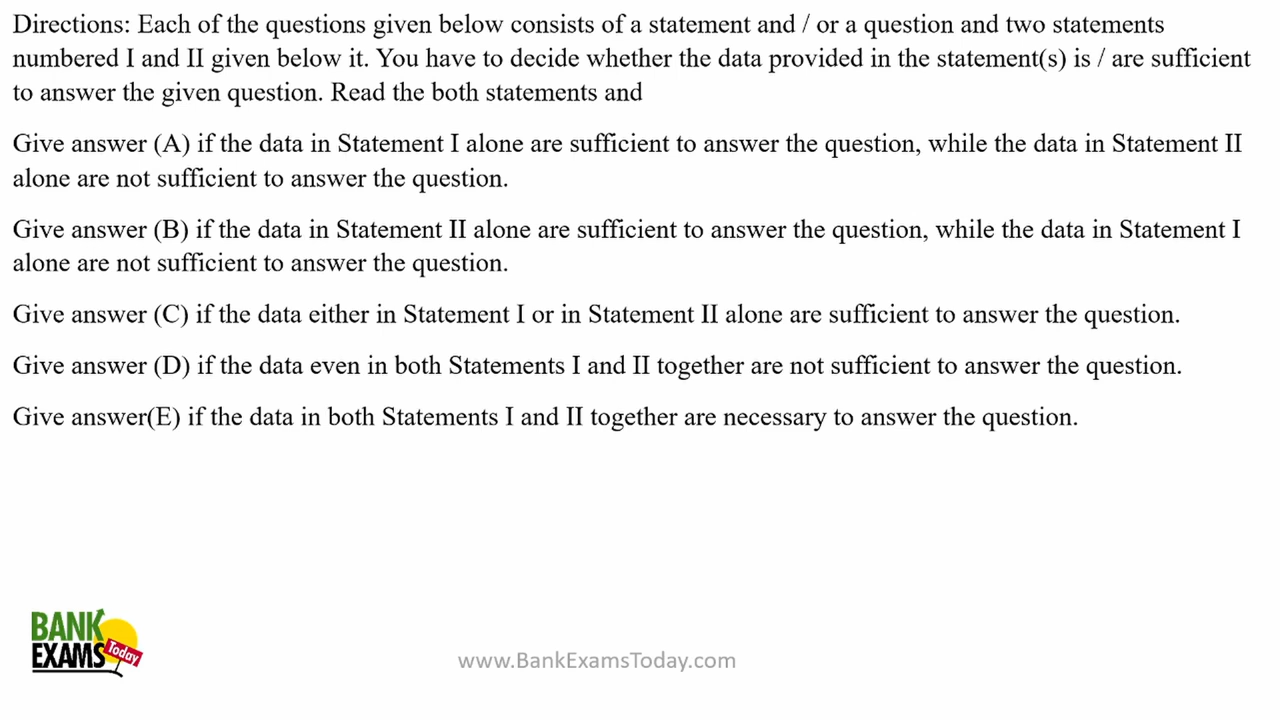 Directions: Each of the questions given below consists of a statement and / or a question and two statements
numbered I and II given below it. You have to decide whether the data provided in the statement(s) is / are sufficient
to answer the given question. Read the both statements and
Give answer (A) if the data in Statement I alone are sufficient to answer the question, while the data in Statement II
alone are not sufficient to answer the question.
Give answer (B) if the data in Statement II alone are sufficient to answer the question, while the data in Statement I
alone are not sufficient to answer the question.
Give answer (C) if the data either in Statement I or in Statement II alone are sufficient to answer the question.
Give answer (D) if the data even in both Statements I and II together are not sufficient to answer the question.
Give answer(E) if the data in both Statements I and II together are necessary to answer the question.
BANK
EXAMS
Today
www.BankExamsToday.com